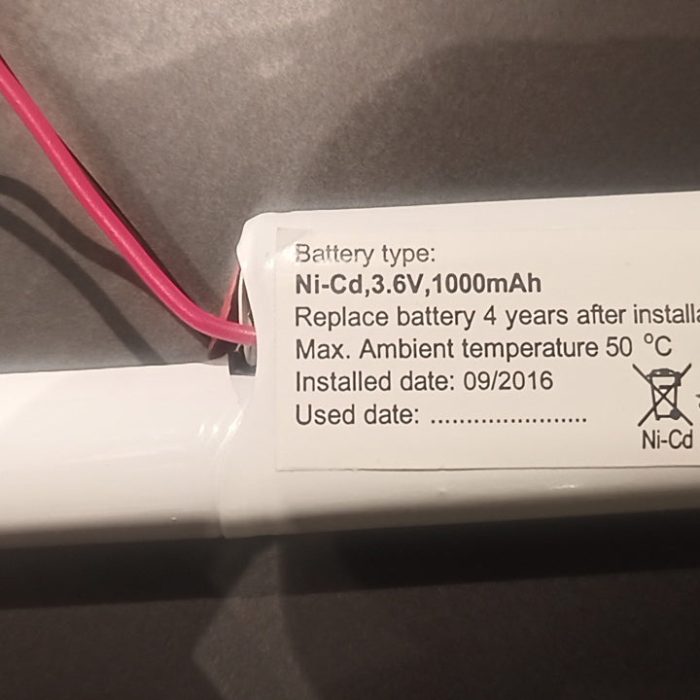 Battery type:
Ni-Cd,3.6V,1000mAh
Replace battery 4 years after
Max. Ambient temperature 50 °C
Installed date: 09/2016
Used date: ......................
Ni-Cd